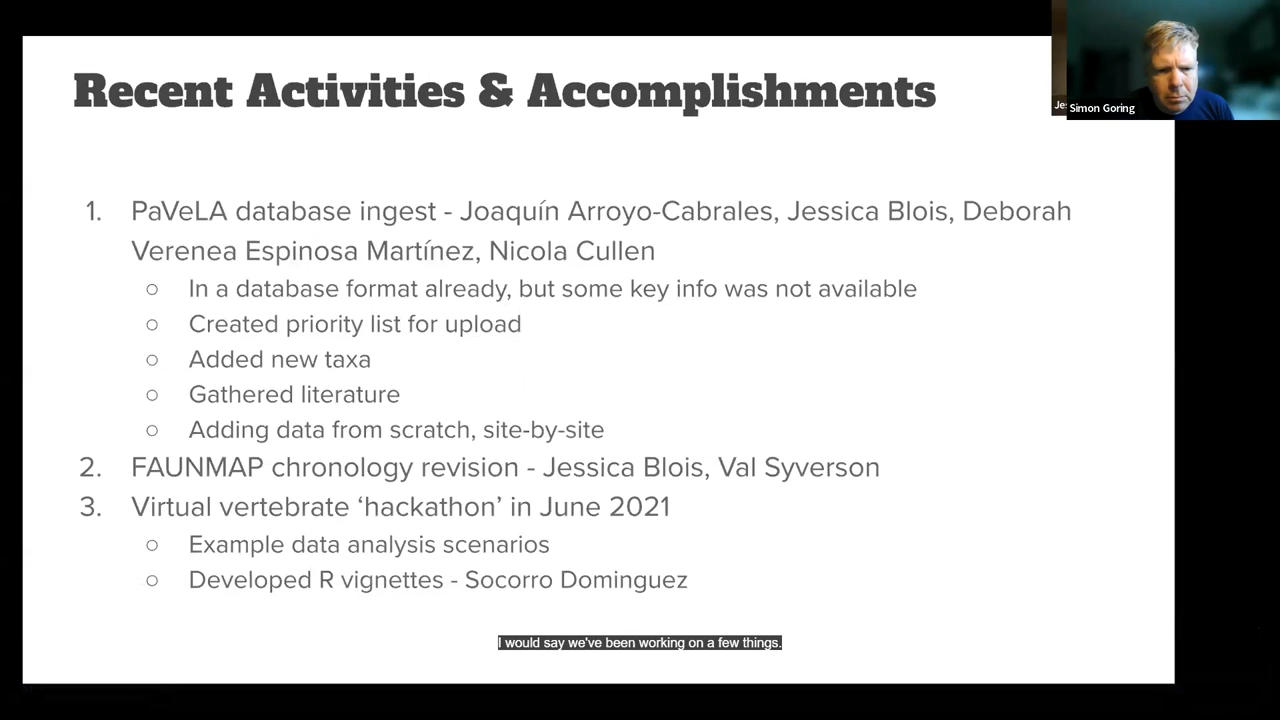 Recent Activities & Accomplishments
Je
Simon Goring
1. PaVeLA database ingest - Joaquín Arroyo-Cabrales, Jessica Blois, Deborah
Verenea Espinosa Martínez, Nicola Cullen
○ In a database format already, but some key info was not available
○ Created priority list for upload
○ Added new taxa
○ Gathered literature
○ Adding data from scratch, site-by-site
2. FAUNMAP chronology revision - Jessica Blois, Val Syverson
3. Virtual vertebrate ‘hackathon’ in June 2021
○ Example data analysis scenarios
○ Developed R vignettes - Socorro Dominguez
I would say we've been working on a few things.